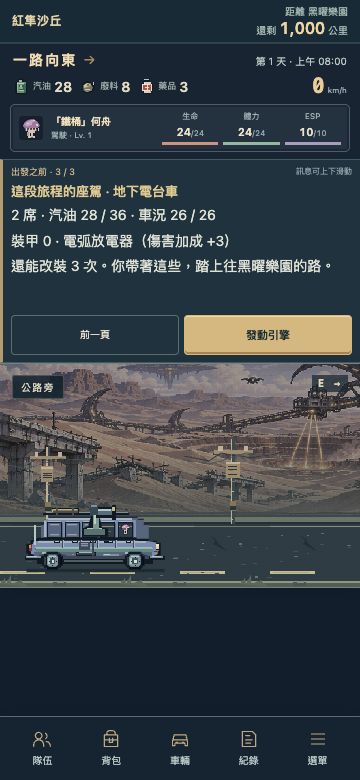 紅隼沙丘
距離 黑曜樂園
還剩 1,000 公里
一路向東 →
第 1 天 · 上午 08:00
汽油 28 廢料 8 藥品 3
0 km/h
「鐵桶」何舟
駕駛 · Lv. 1
生命 體力 ESP
24/24 24/24 10/10
出發之前 · 3 / 3
訊息可上下滑動
這段旅程的座駕 · 地下電台車
2 席 · 汽油 28 / 36 · 車況 26 / 26
裝甲 0 · 電弧放電器（傷害加成 +3）
還能改裝 3 次。你帶著這些，踏上往黑曜樂園的路。
前一頁 發動引擎
公路旁
E →
隊伍 背包 車輛 紀錄 選單